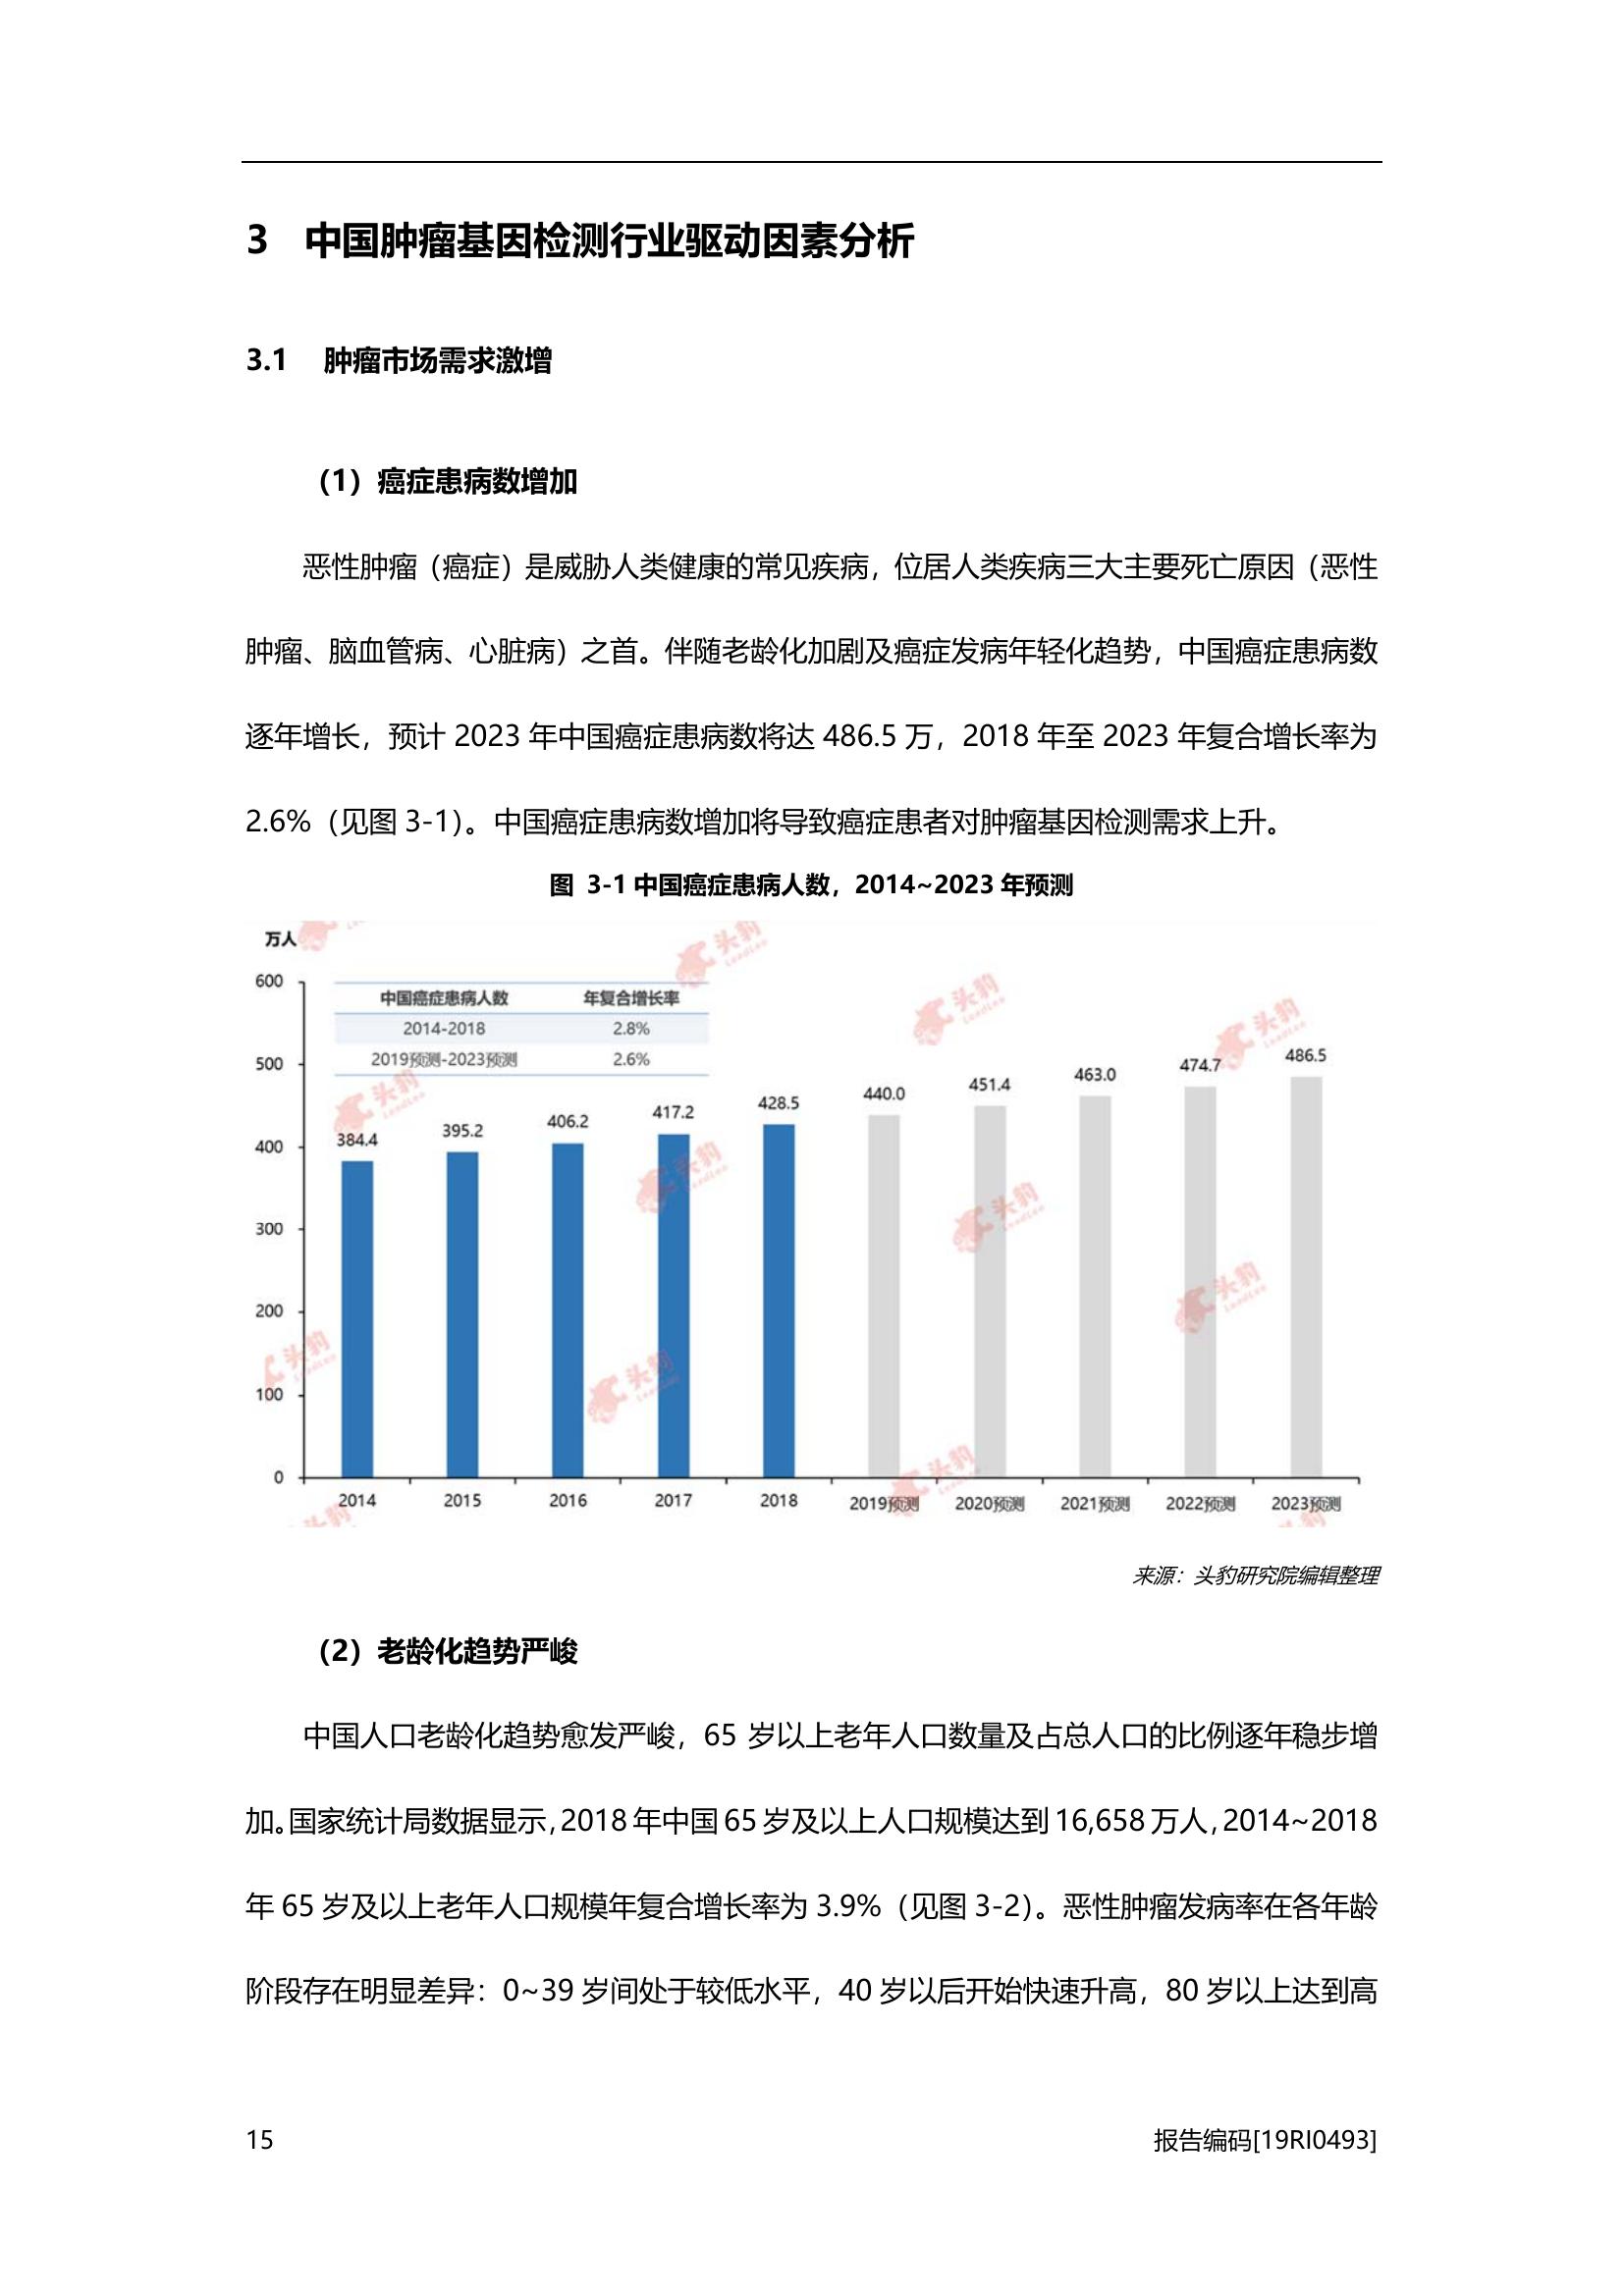 3 中国肿瘤基因检测行业驱动因素分析
3.1 肿瘤市场需求激增
（1）癌症患病数增加
恶性肿瘤（癌症）是威胁人类健康的常见疾病，位居人类疾病三大主要死亡原因（恶性
肿瘤、脑血管病、心脏病）之首。伴随老龄化加剧及癌症发病年轻化趋势，中国癌症患病数
逐年增长，预计 2023 年中国癌症患病数将达 486.5 万，2018 年至 2023 年复合增长率为
2.6%（见图 3-1）。中国癌症患病数增加将导致癌症患者对肿瘤基因检测需求上升。
图 3-1 中国癌症患病人数，2014~2023 年预测
万人
600
500
400
300
200
100
0
中国癌症患病人数 年复合增长率
2014-2018 2.8%
2019预测-2023预测 2.6%
384.4 395.2 406.2 417.2 428.5 440.0 451.4 463.0 474.7 486.5
2014 2015 2016 2017 2018 2019预测 2020预测 2021预测 2022预测 2023预测
头豹 LeadLeo
来源：头豹研究院编辑整理
（2）老龄化趋势严峻
中国人口老龄化趋势愈发严峻，65 岁以上老年人口数量及占总人口的比例逐年稳步增
加。国家统计局数据显示，2018 年中国 65 岁及以上人口规模达到 16,658 万人，2014~2018
年 65 岁及以上老年人口规模年复合增长率为 3.9%（见图 3-2）。恶性肿瘤发病率在各年龄
阶段存在明显差异：0~39 岁间处于较低水平，40 岁以后开始快速升高，80 岁以上达到高
15 报告编码[19RI0493]